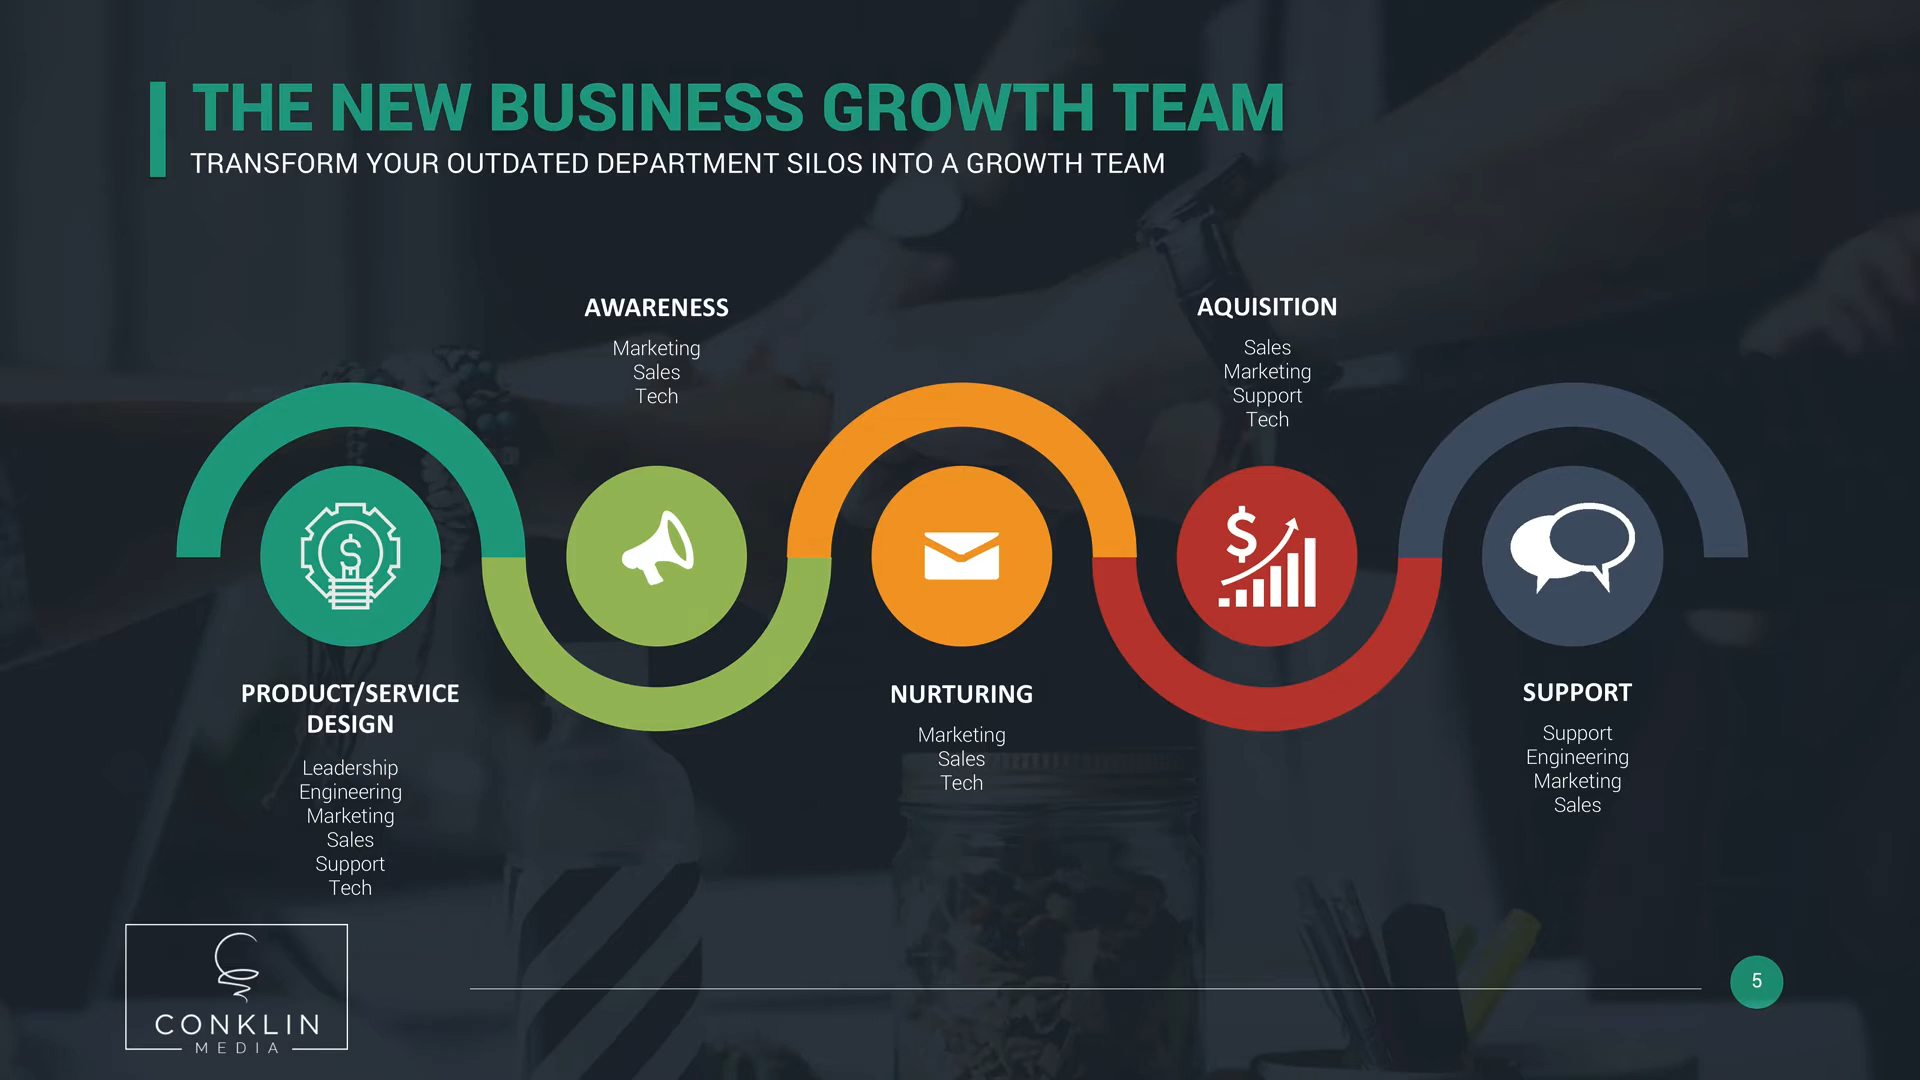 THE NEW BUSINESS GROWTH TEAM
TRANSFORM YOUR OUTDATED DEPARTMENT SILOS INTO A GROWTH TEAM
PRODUCT/SERVICE
DESIGN
Leadership
Engineering
Marketing
Sales
Support
Tech
AWARENESS
Marketing
Sales
Tech
NURTURING
Marketing
Sales
Tech
AQUISITION
Sales
Marketing
Support
Tech
SUPPORT
Support
Engineering
Marketing
Sales
CONKLIN
MEDIA
5